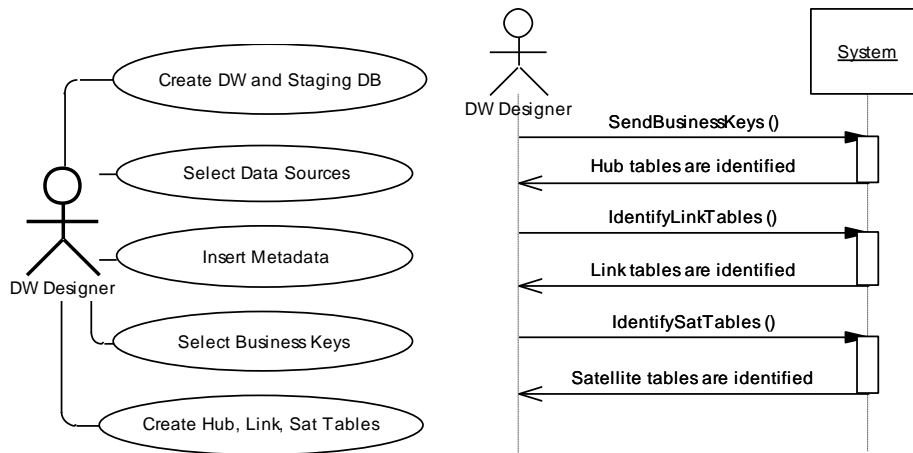 Create DW and Staging DB
Select Data Sources
Insert Metadata
DW Designer
Select Business Keys
Create Hub, Link, Sat Tables
System
DW Designer
SendBusinessKeys ()
Hub tables are identified
IdentifyLinkTables ()
Link tables are identified
IdentifySatTables ()
Satellite tables are identified